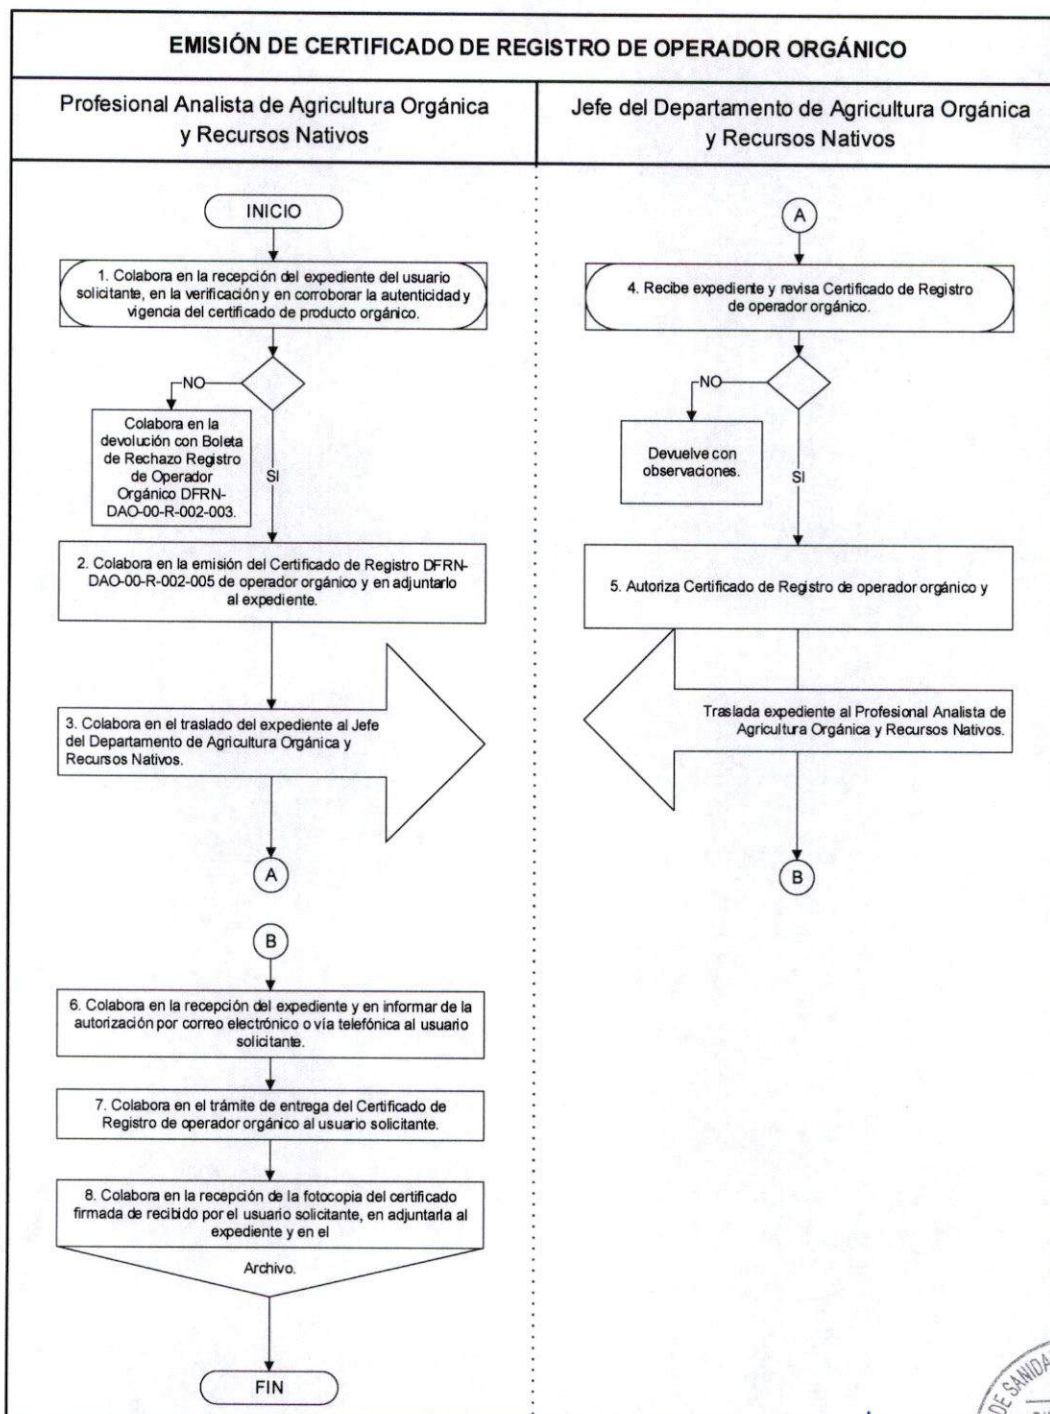 EMISIÓN DE CERTIFICADO DE REGISTRO DE OPERADOR ORGÁNICO
Profesional Analista de Agricultura Orgánica
y Recursos Nativos
Jefe del Departamento de Agricultura Orgánica
y Recursos Nativos
INICIO
1. Colabora en la recepción del expediente del usuario
solicitante, en la verificación y en corroborar la autenticidad y
vigencia del certificado de producto orgánico.
NO
Colabora en la
devolución con Boleta
de Rechazo Registro
de Operador
Orgánico DFRN-
DAO-00-R-002-003.
SI
2. Colabora en la emisión del Certificado de Registro DFRN-
DAO-00-R-002-005 de operador orgánico y en adjuntarlo
al expediente.
3. Colabora en el traslado del expediente al Jefe
del Departamento de Agricultura Orgánica y
Recursos Nativos.
A
A
4. Recibe expediente y revisa Certificado de Registro
de operador orgánico.
NO
Devuelve con
observaciones.
SI
5. Autoriza Certificado de Registro de operador orgánico y
Traslada expediente al Profesional Analista de
Agricultura Orgánica y Recursos Nativos.
B
B
6. Colabora en la recepción del expediente y en informar de la
autorización por correo electrónico o vía telefónica al usuario
solicitante.
7. Colabora en el trámite de entrega del Certificado de
Registro de operador orgánico al usuario solicitante.
8. Colabora en la recepción de la fotocopia del certificado
firmada de recibido por el usuario solicitante, en adjuntarla al
expediente y en el
Archivo.
FIN
DE SANIDA